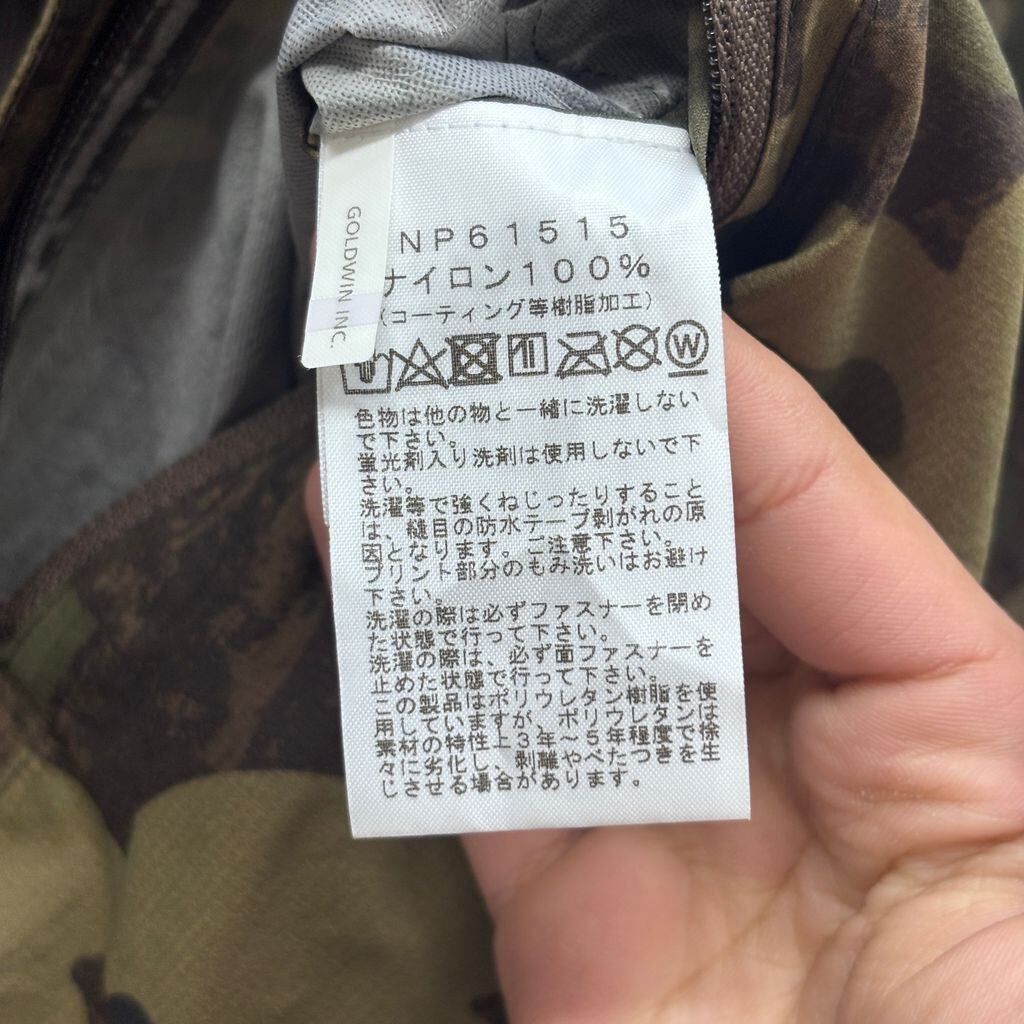 GOLDWIN INC.
NP61515
ナイロン100%
(コーティング等樹脂加工)
W
色物は他の物と一緒に洗濯しない
で下さい。
蛍光剤入り洗剤は使用しないで下
さい。
洗濯等で強くねじったりすること
は、縫目の防水テープ剥がれの原
因となります。ご注意下さい。
プリント部分のもみ洗いはお避け
下さい。
洗濯の際は必ずファスナーを閉め
た状態で行って下さい。
洗濯の際は、必ず面ファスナーを
止めた状態で行って下さい。
この製品はポリウレタン樹脂を使
用していますが、ポリウレタンは
素材の特性上3年〜5年程度で徐
々に劣化し、剥離やべたつきを生
じさせる場合があります。